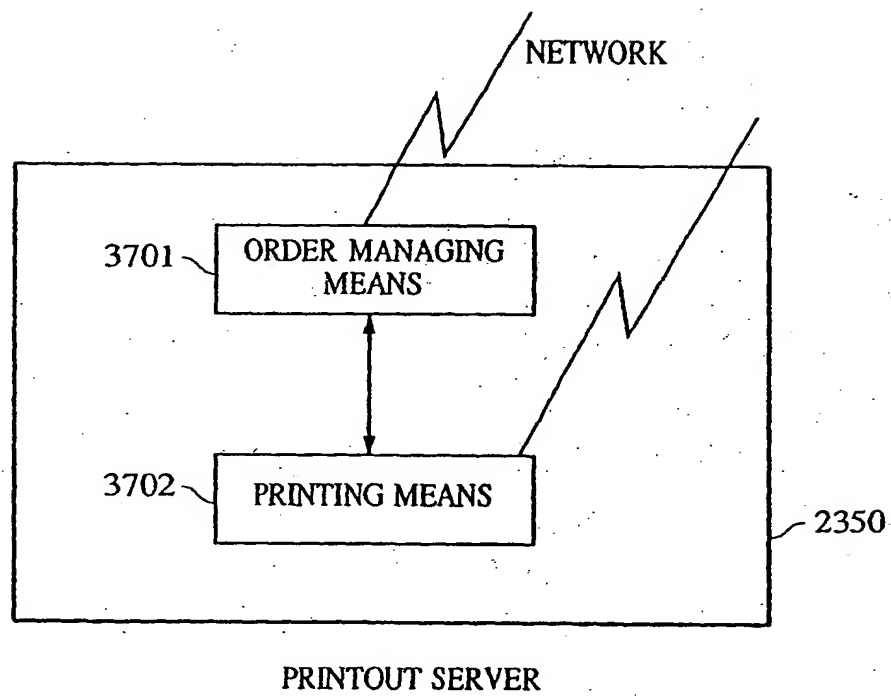 NETWORK
3701
ORDER MANAGING
MEANS
3702
PRINTING MEANS
2350
PRINTOUT SERVER